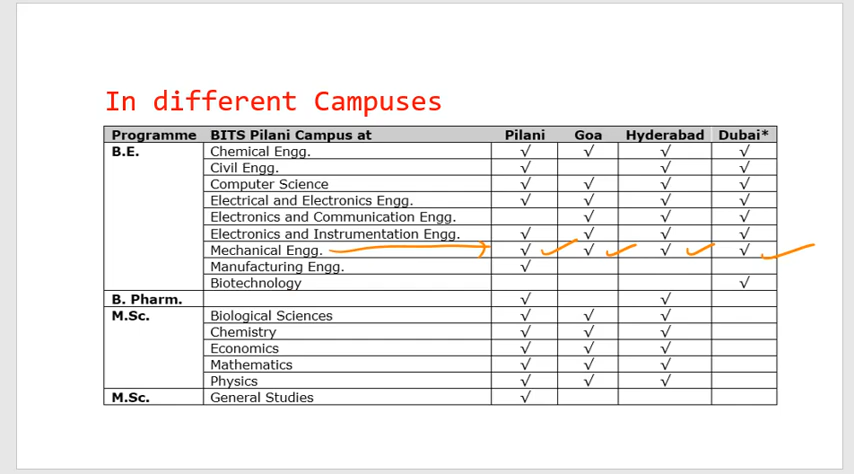 In different Campuses
Programme BITS Pilani Campus at Pilani Goa Hyderabad Dubai*
B.E. Chemical Engg. √ √ √ √
Civil Engg. √ √ √
Computer Science √ √ √ √
Electrical and Electronics Engg. √ √ √ √
Electronics and Communication Engg. √ √ √
Electronics and Instrumentation Engg. √ √ √ √
Mechanical Engg. √ √ √ √
Manufacturing Engg. √
Biotechnology √
B. Pharm. √ √
M.Sc. Biological Sciences √ √ √
Chemistry √ √ √
Economics √ √ √
Mathematics √ √ √
Physics √ √ √
M.Sc. General Studies √